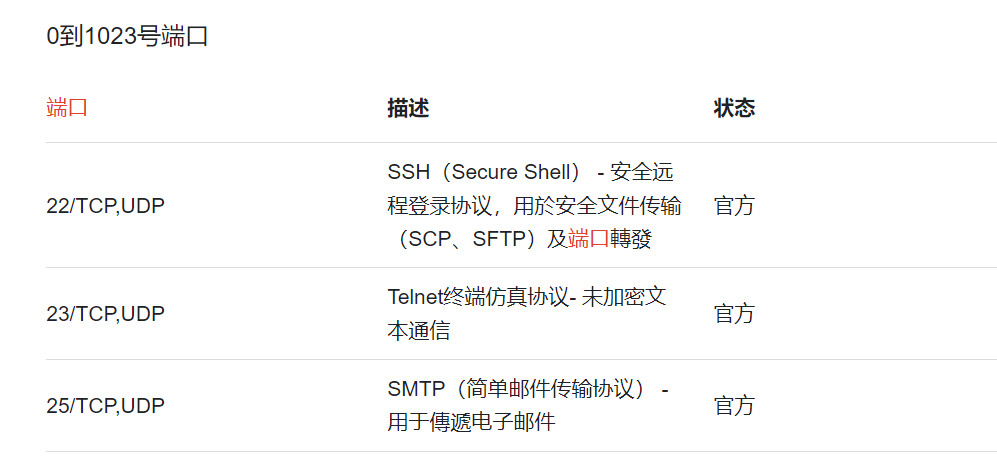 0到1023号端口
端口 描述 状态
SSH（Secure Shell） - 安全远
22/TCP,UDP 程登录协议，用於安全文件传输 官方
（SCP、SFTP）及端口轉發
Telnet终端仿真协议- 未加密文
23/TCP,UDP 官方
本通信
SMTP（简单邮件传输协议） -
25/TCP,UDP 官方
用于傳遞电子邮件